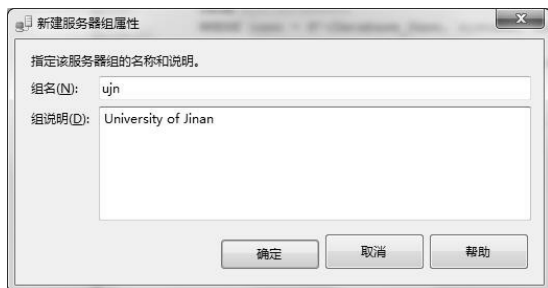 新建服务器组属性
指定该服务器组的名称和说明。
组名(N): ujn
组说明(D): University of Jinan
确定 取消 帮助